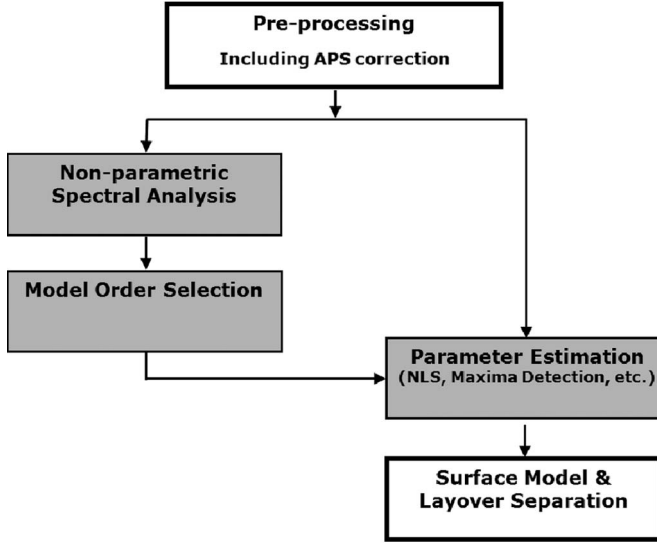 Pre-processing
Including APS correction
Non-parametric
Spectral Analysis
Model Order Selection
Parameter Estimation
(NLS, Maxima Detection, etc.)
Surface Model &
Layover Separation